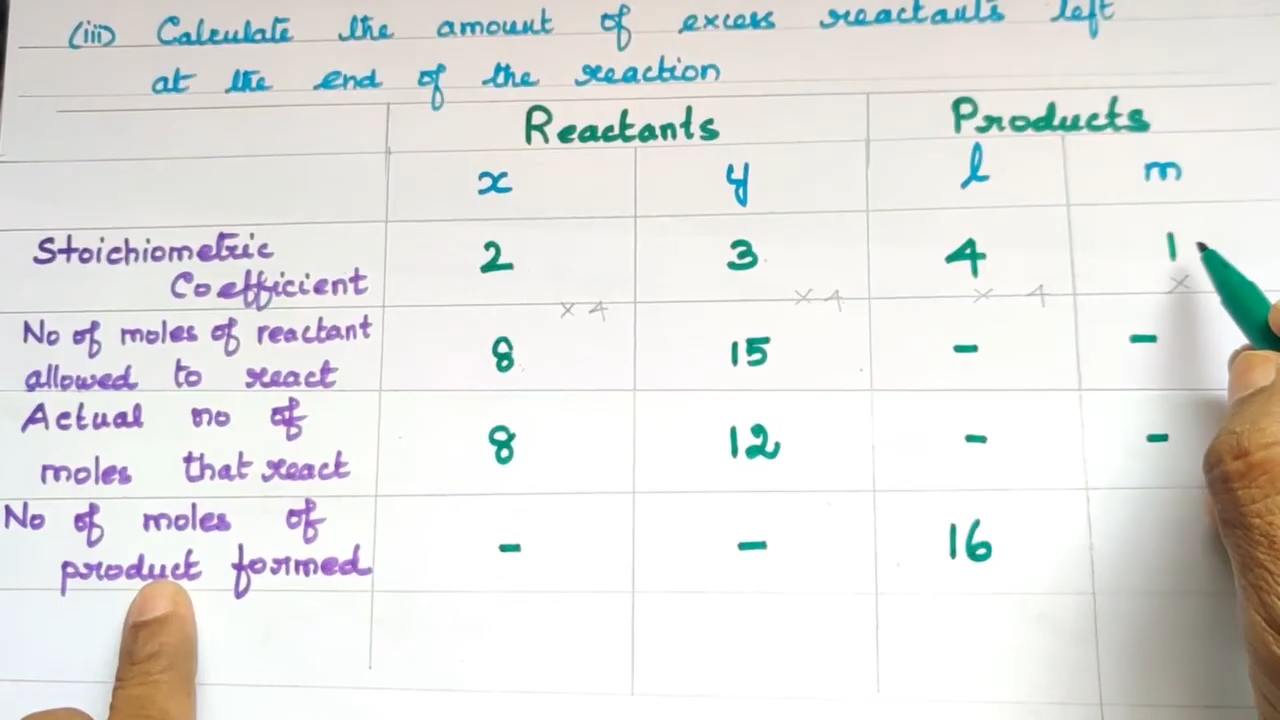 (iii) Calculate the amount of excess reactants left
at the end of the reaction
Reactants Products
x y l m
Stoichiometric
Coefficient 2 3 4 1
× 4 × 4 × 4 ×
No of moles of reactant
allowed to react 8 15 - -
Actual no of
moles that react 8 12 - -
No of moles of
product formed - - 16